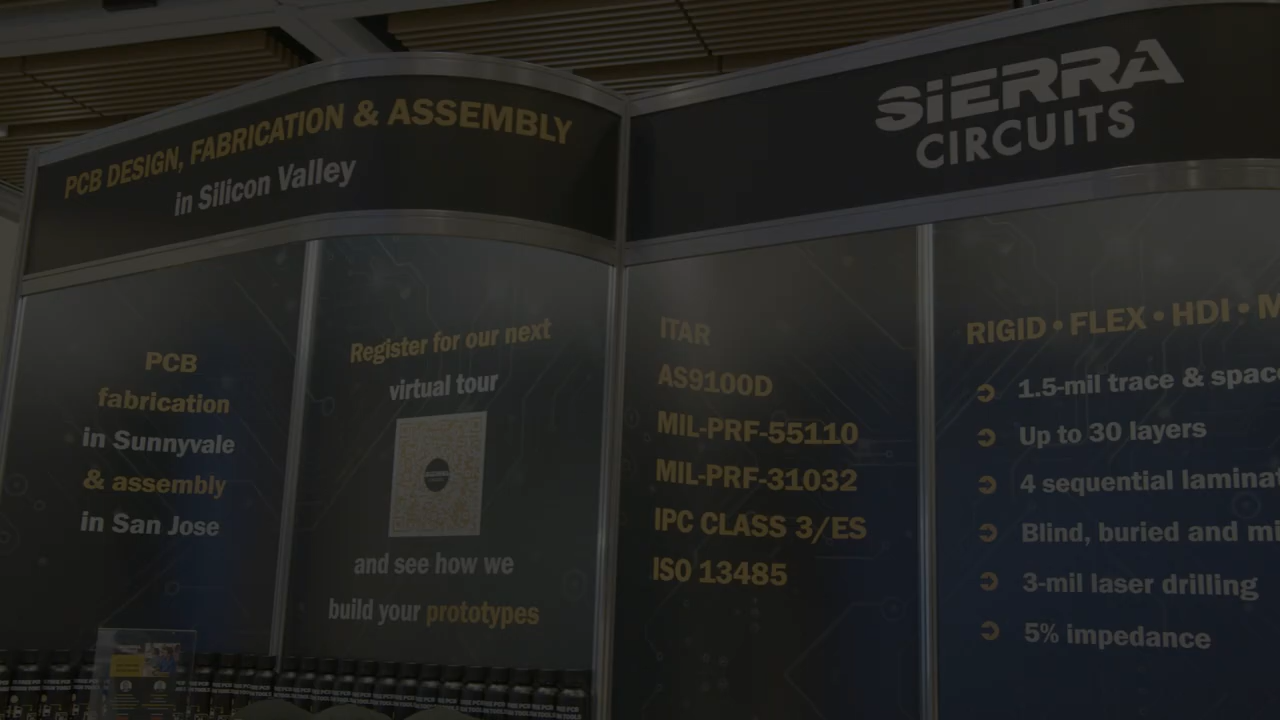 PCB DESIGN, FABRICATION & ASSEMBLY
in Silicon Valley
SIERRA
CIRCUITS
PCB
fabrication
in Sunnyvale
& assembly
in San Jose
Register for our next
virtual tour
and see how we
build your prototypes
ITAR
AS9100D
MIL-PRF-55110
MIL-PRF-31032
IPC CLASS 3/ES
ISO 13485
RIGID • FLEX • HDI •
1.5-mil trace & space
Up to 30 layers
4 sequential
Blind, buried and
3-mil laser drilling
5% impedance